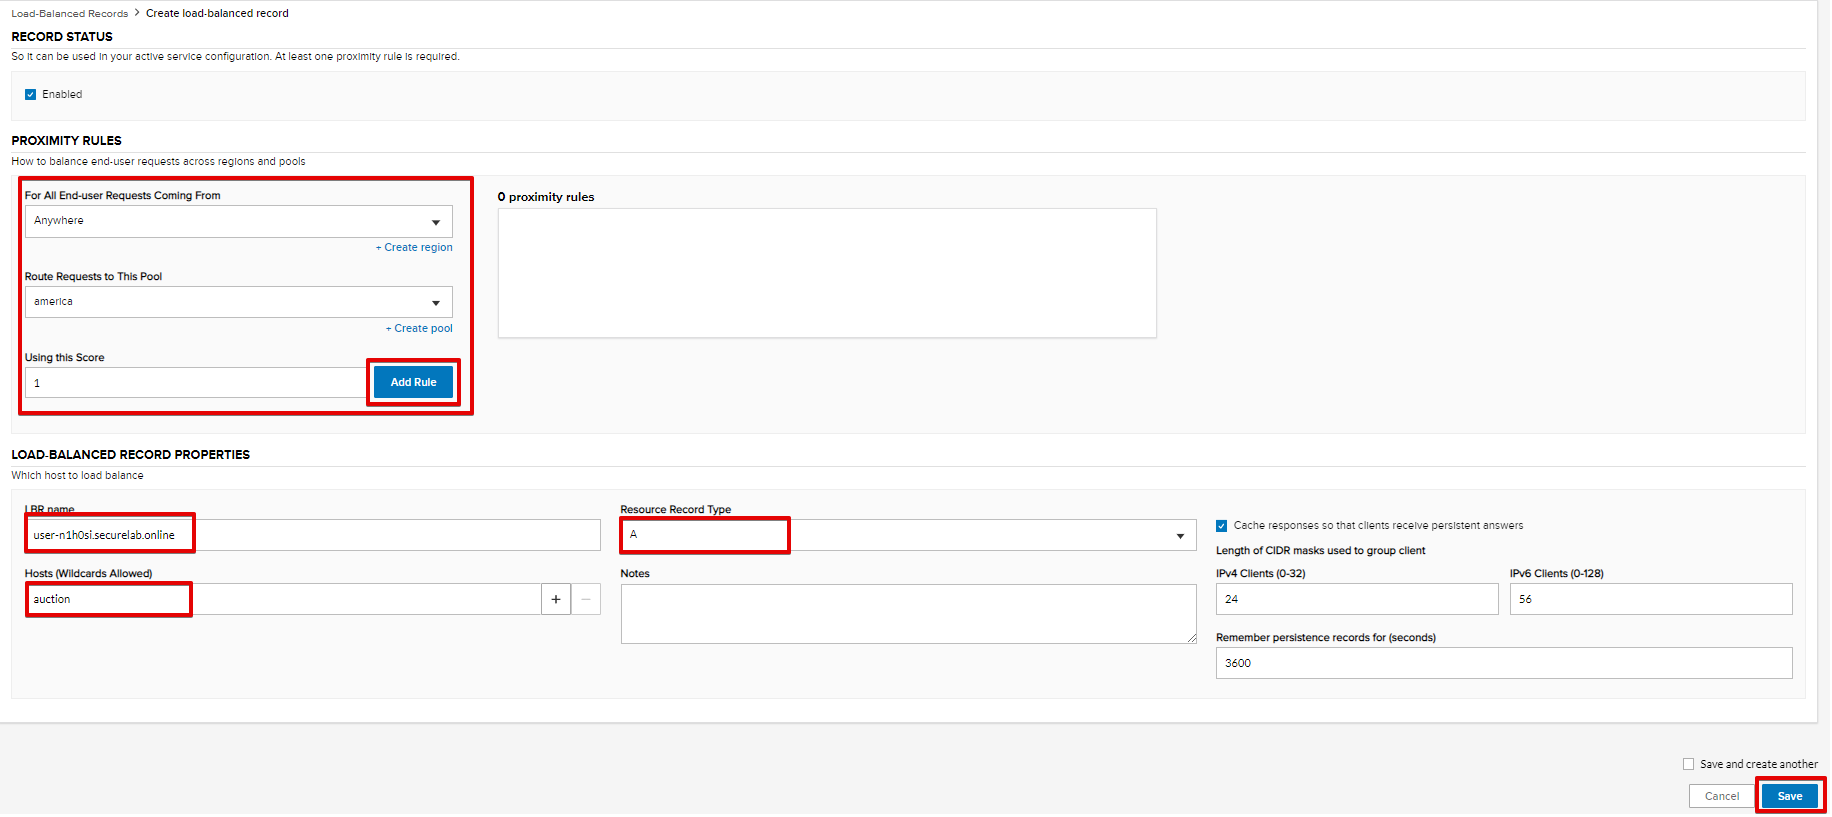 Load-Balanced Records > Create load-balanced record
RECORD STATUS
So it can be used in your active service configuration. At least one proximity rule is required.
Enabled
PROXIMITY RULES
How to balance end-user requests across regions and pools
For All End-user Requests Coming From
Anywhere
+ Create region
Route Requests to This Pool
america
+ Create pool
Using this Score
1
Add Rule
0 proximity rules
LOAD-BALANCED RECORD PROPERTIES
Which host to load balance
LBR name
user-n1h0si.securelab.online
Hosts (Wildcards Allowed)
auction
+
−
Resource Record Type
A
Notes
Cache responses so that clients receive persistent answers
Length of CIDR masks used to group client
IPv4 Clients (0-32)
24
IPv6 Clients (0-128)
56
Remember persistence records for (seconds)
3600
Save and create another
Cancel
Save